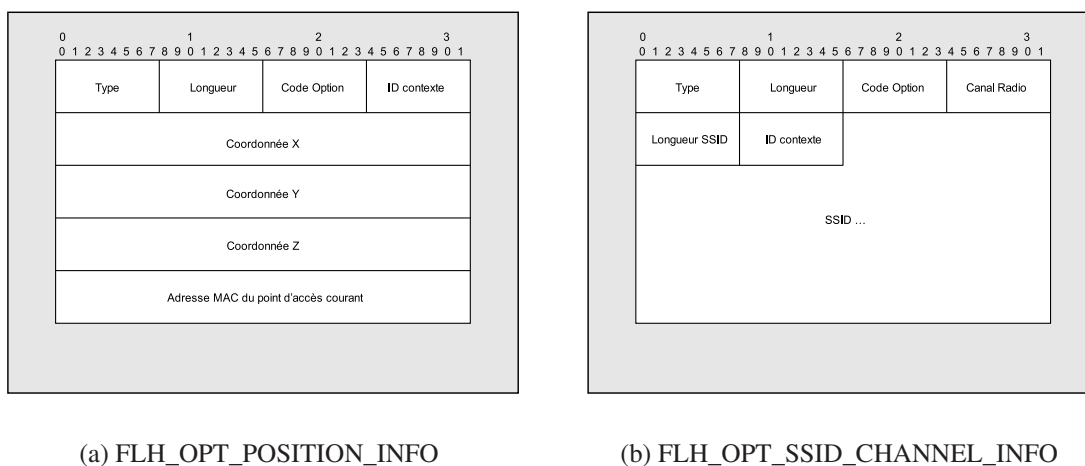 0 1 2 3
0 1 2 3 4 5 6 7 8 9 0 1 2 3 4 5 6 7 8 9 0 1 2 3 4 5 6 7 8 9 0 1
Type Longueur Code Option ID contexte
Coordonnée X
Coordonnée Y
Coordonnée Z
Adresse MAC du point d'accès courant
(a) FLH_OPT_POSITION_INFO
0 1 2 3
0 1 2 3 4 5 6 7 8 9 0 1 2 3 4 5 6 7 8 9 0 1 2 3 4 5 6 7 8 9 0 1
Type Longueur Code Option Canal Radio
Longueur SSID ID contexte
SSID ...
(b) FLH_OPT_SSID_CHANNEL_INFO